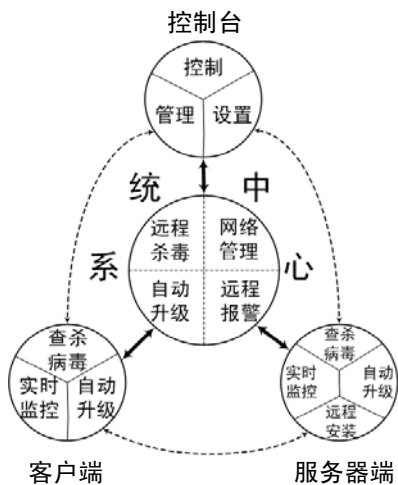 控制台
控制
管理 设置
统 中
系 心
远程
杀毒
网络
管理
自动
升级
远程
报警
查杀
病毒
实时
监控
自动
升级
客户端
查杀
病毒
实时
监控
自动
升级
远程
安装
服务器端